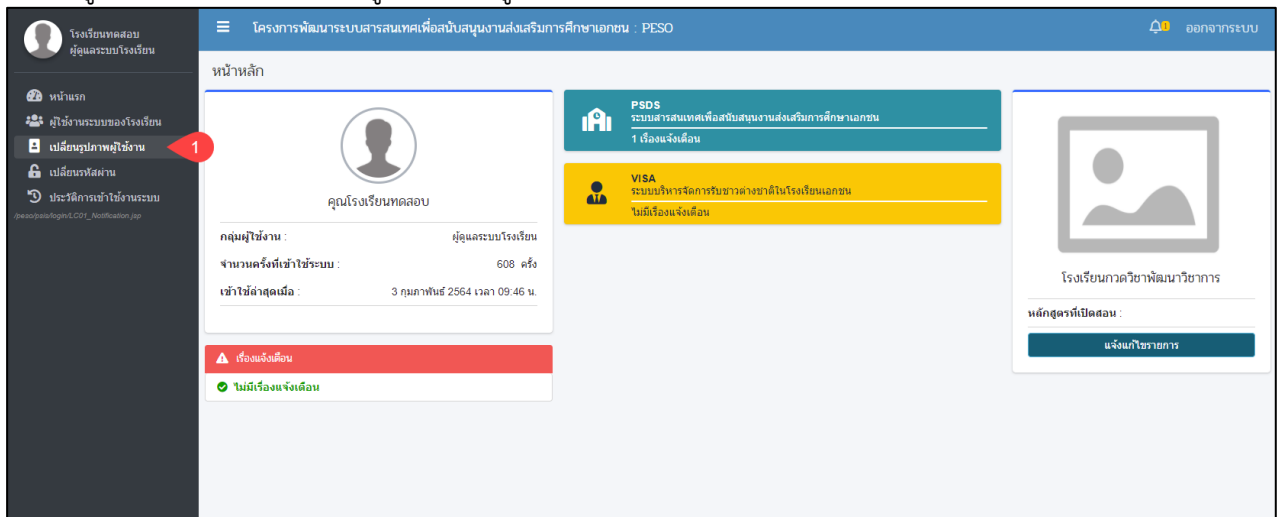 โรงเรียนทดสอบ
ผู้ดูแลระบบโรงเรียน
หน้าแรก
ผู้ใช้งานระบบของโรงเรียน
เปลี่ยนรูปภาพผู้ใช้งาน
1
เปลี่ยนรหัสผ่าน
ประวัติการเข้าใช้งานระบบ
/peso/psis/login/LC01_Notification.jsp
โครงการพัฒนาระบบสารสนเทศเพื่อสนับสนุนงานส่งเสริมการศึกษาเอกชน : PESO
ออกจากระบบ
หน้าหลัก
คุณโรงเรียนทดสอบ
กลุ่มผู้ใช้งาน : ผู้ดูแลระบบโรงเรียน
จำนวนครั้งที่เข้าใช้ระบบ : 608 ครั้ง
เข้าใช้ล่าสุดเมื่อ : 3 กุมภาพันธ์ 2564 เวลา 09:46 น.
เรื่องแจ้งเตือน
ไม่มีเรื่องแจ้งเตือน
PSDS
ระบบสารสนเทศเพื่อสนับสนุนงานส่งเสริมการศึกษาเอกชน
1 เรื่องแจ้งเตือน
VISA
ระบบบริหารจัดการรับชาวต่างชาติในโรงเรียนเอกชน
ไม่มีเรื่องแจ้งเตือน
โรงเรียนกวดวิชาพัฒนาวิชาการ
หลักสูตรที่เปิดสอน :
แจ้งแก้ไขรายการ